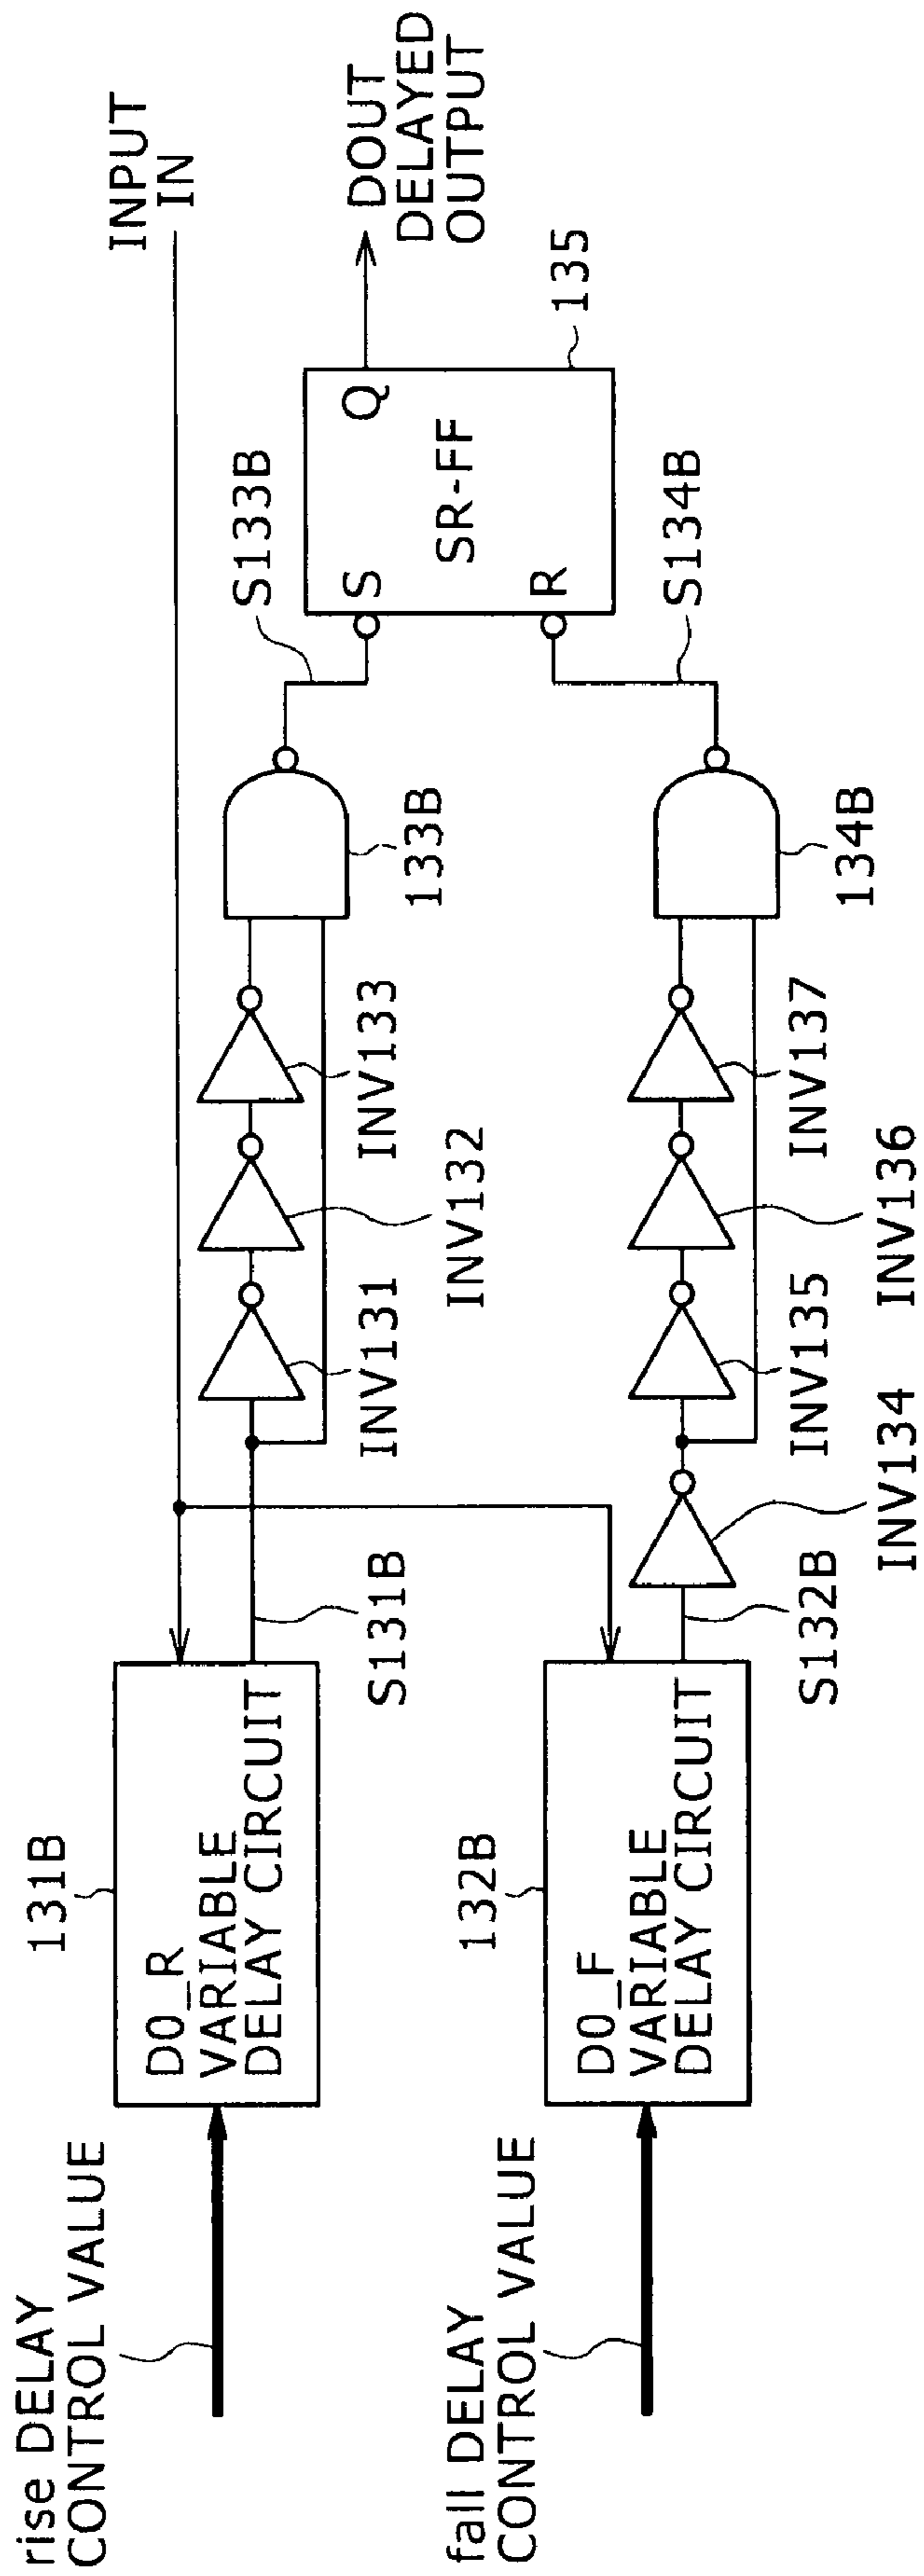 rise DELAY
CONTROL VALUE
131B
D0_R
VARIABLE
DELAY CIRCUIT
S131B
INV131
INV132
INV133
133B
S133B
INPUT
IN
S
R
Q
SR-FF
135
DOUT
DELAYED
OUTPUT
fall DELAY
CONTROL VALUE
132B
D0_F
VARIABLE
DELAY CIRCUIT
S132B
INV134
INV135
INV136
INV137
134B
S134B